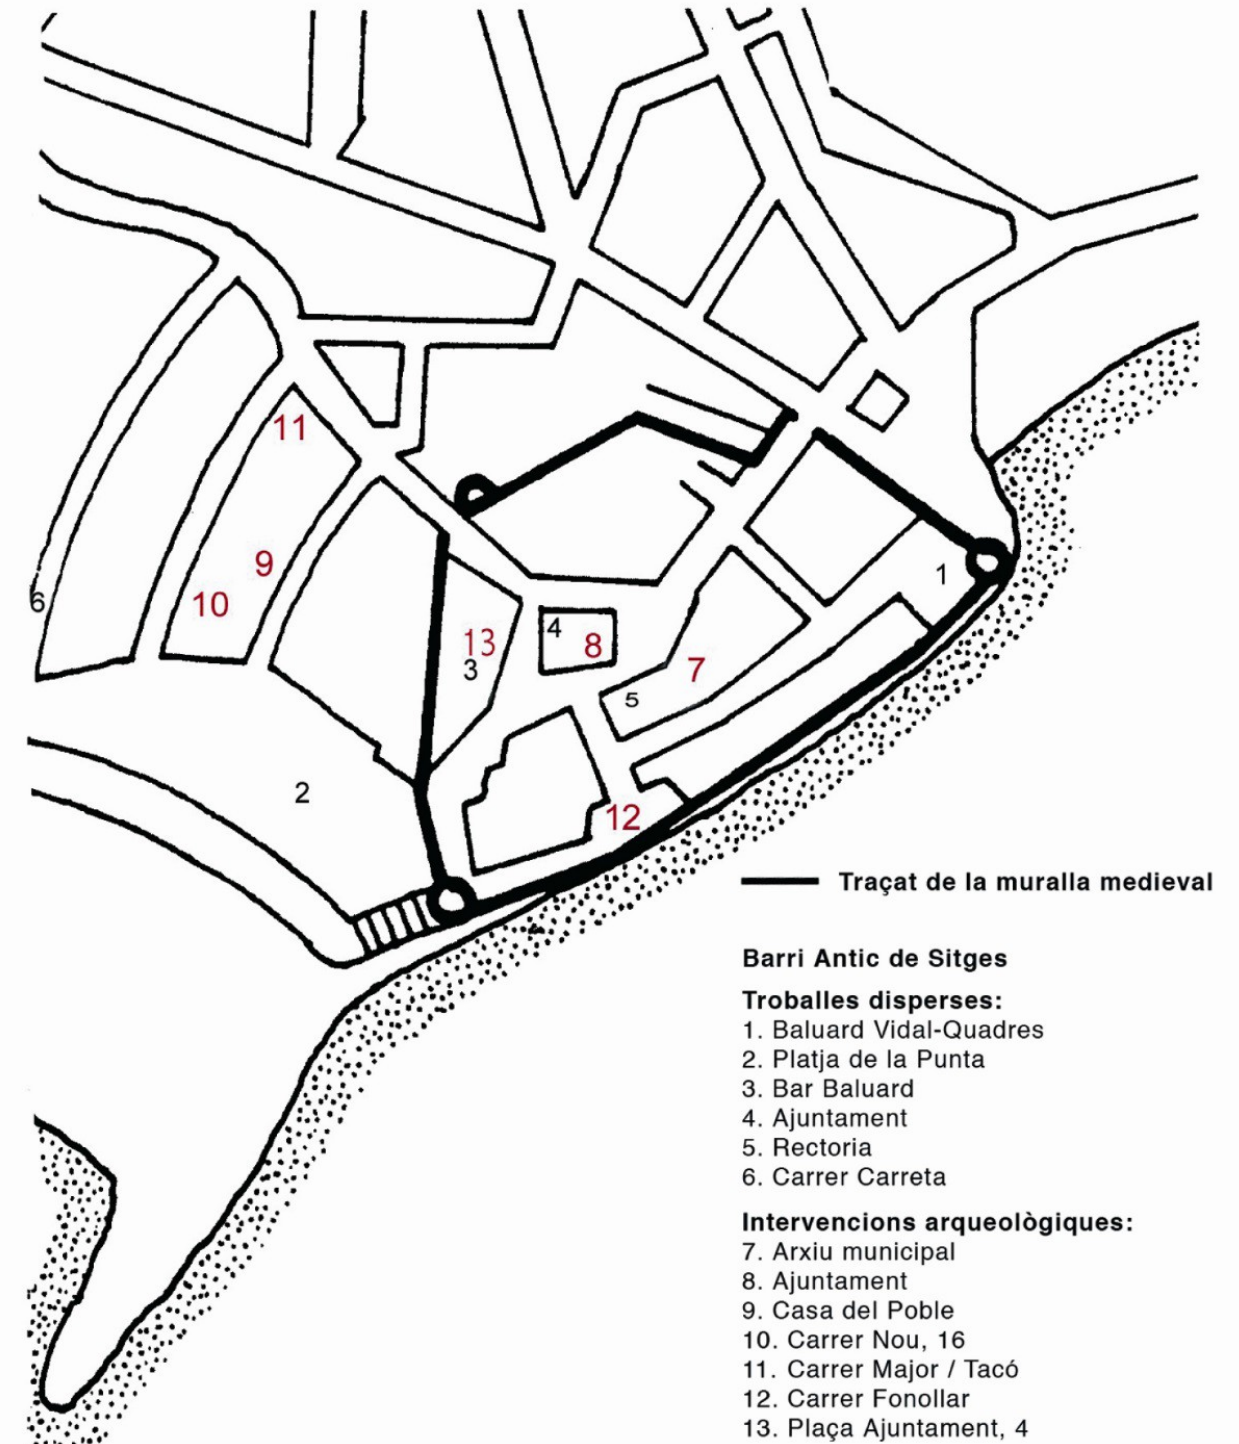 11
9
10
6
13
3
4
8
7
5
1
2
12
Traçat de la muralla medieval
Barri Antic de Sitges
Troballes disperses:
1. Baluard Vidal-Quadres
2. Platja de la Punta
3. Bar Baluard
4. Ajuntament
5. Rectoria
6. Carrer Carreta
Intervencions arqueològiques:
7. Arxiu municipal
8. Ajuntament
9. Casa del Poble
10. Carrer Nou, 16
11. Carrer Major / Tacó
12. Carrer Fonollar
13. Plaça Ajuntament, 4